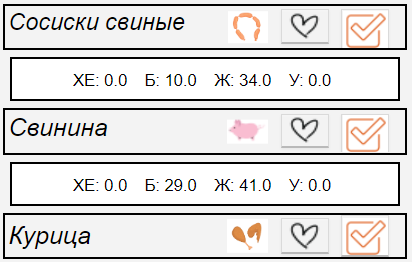 Сосиски свиные
ХЕ: 0.0 Б: 10.0 Ж: 34.0 У: 0.0
Свинина
ХЕ: 0.0 Б: 29.0 Ж: 41.0 У: 0.0
Курица